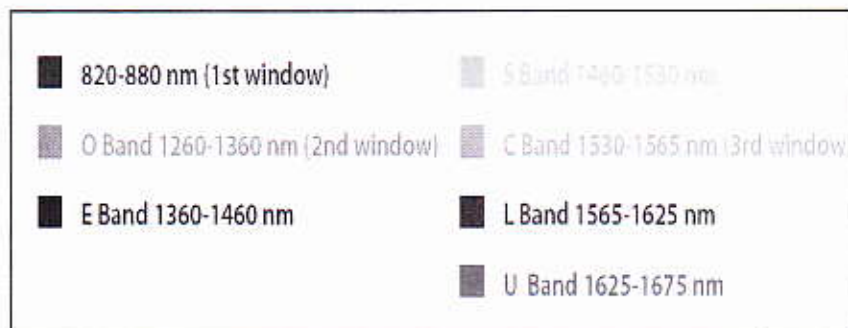 820-880 nm (1st window)
O Band 1260-1360 nm (2nd window)
E Band 1360-1460 nm
S Band 1460-1530 nm
C Band 1530-1565 nm (3rd window
L Band 1565-1625 nm
U Band 1625-1675 nm